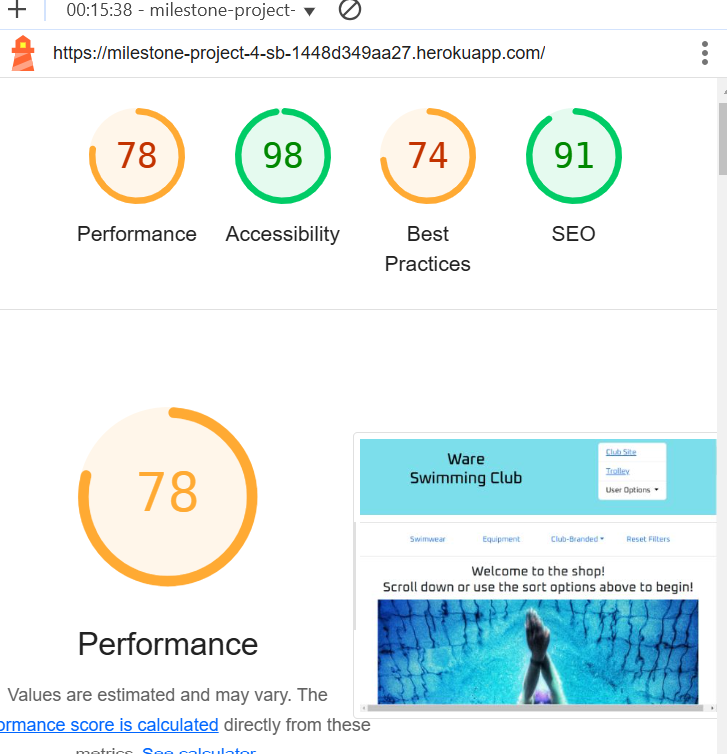 00:15:38 - milestone-project-
https://milestone-project-4-sb-1448d349aa27.herokuapp.com/
78
98
74
91
Performance
Accessibility
Best
Practices
SEO
78
Performance
Values are estimated and may vary. The
ormance score is calculated directly from these
metrics. See calculator
Ware
Swimming Club
Club Site
Trolley
User Options
Swimwear
Equipment
Club-Branded
Reset Filters
Welcome to the shop!
Scroll down or use the sort options above to begin!